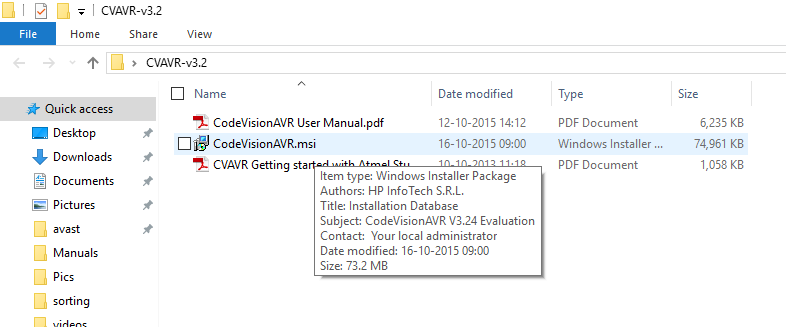 CVAVR-v3.2
File
Home
Share
View
CVAVR-v3.2
Name
Date modified
Type
Size
Quick access
Desktop
Downloads
Documents
Pictures
avast
Manuals
Pics
sorting
videos
CodeVisionAVR User Manual.pdf
12-10-2015 14:12
PDF Document
6,235 KB
CodeVisionAVR.msi
16-10-2015 09:00
Windows Installer ...
74,961 KB
CVAVR Getting started with Atmel Stu
10-10-2013 11:18
PDF Document
1,058 KB
Item type: Windows Installer Package
Authors: HP InfoTech S.R.L.
Title: Installation Database
Subject: CodeVisionAVR V3.24 Evaluation
Contact: Your local administrator
Date modified: 16-10-2015 09:00
Size: 73.2 MB